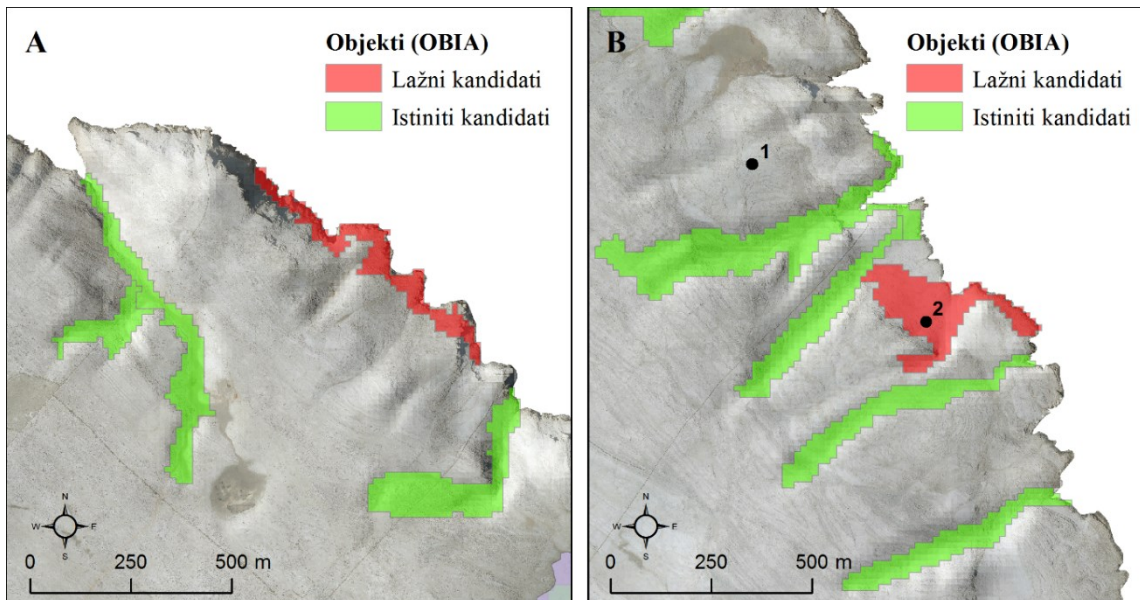 A
Objekti (OBIA)
Lažni kandidati
Istiniti kandidati
N
W E
S
0 250 500 m
B
Objekti (OBIA)
Lažni kandidati
Istiniti kandidati
1
2
N
W E
S
0 250 500 m